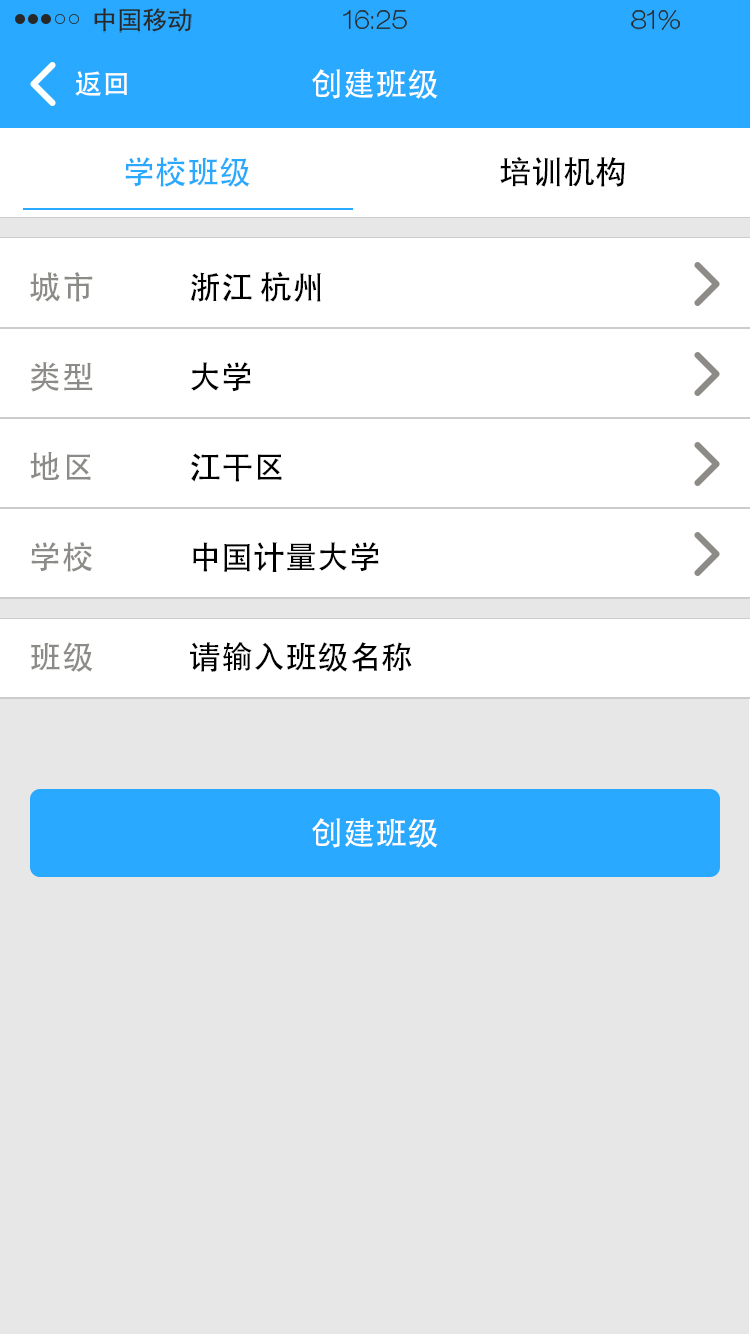 中国移动 16:25 81%
返回 创建班级
学校班级 培训机构
城市 浙江 杭州
类型 大学
地区 江干区
学校 中国计量大学
班级 请输入班级名称
创建班级